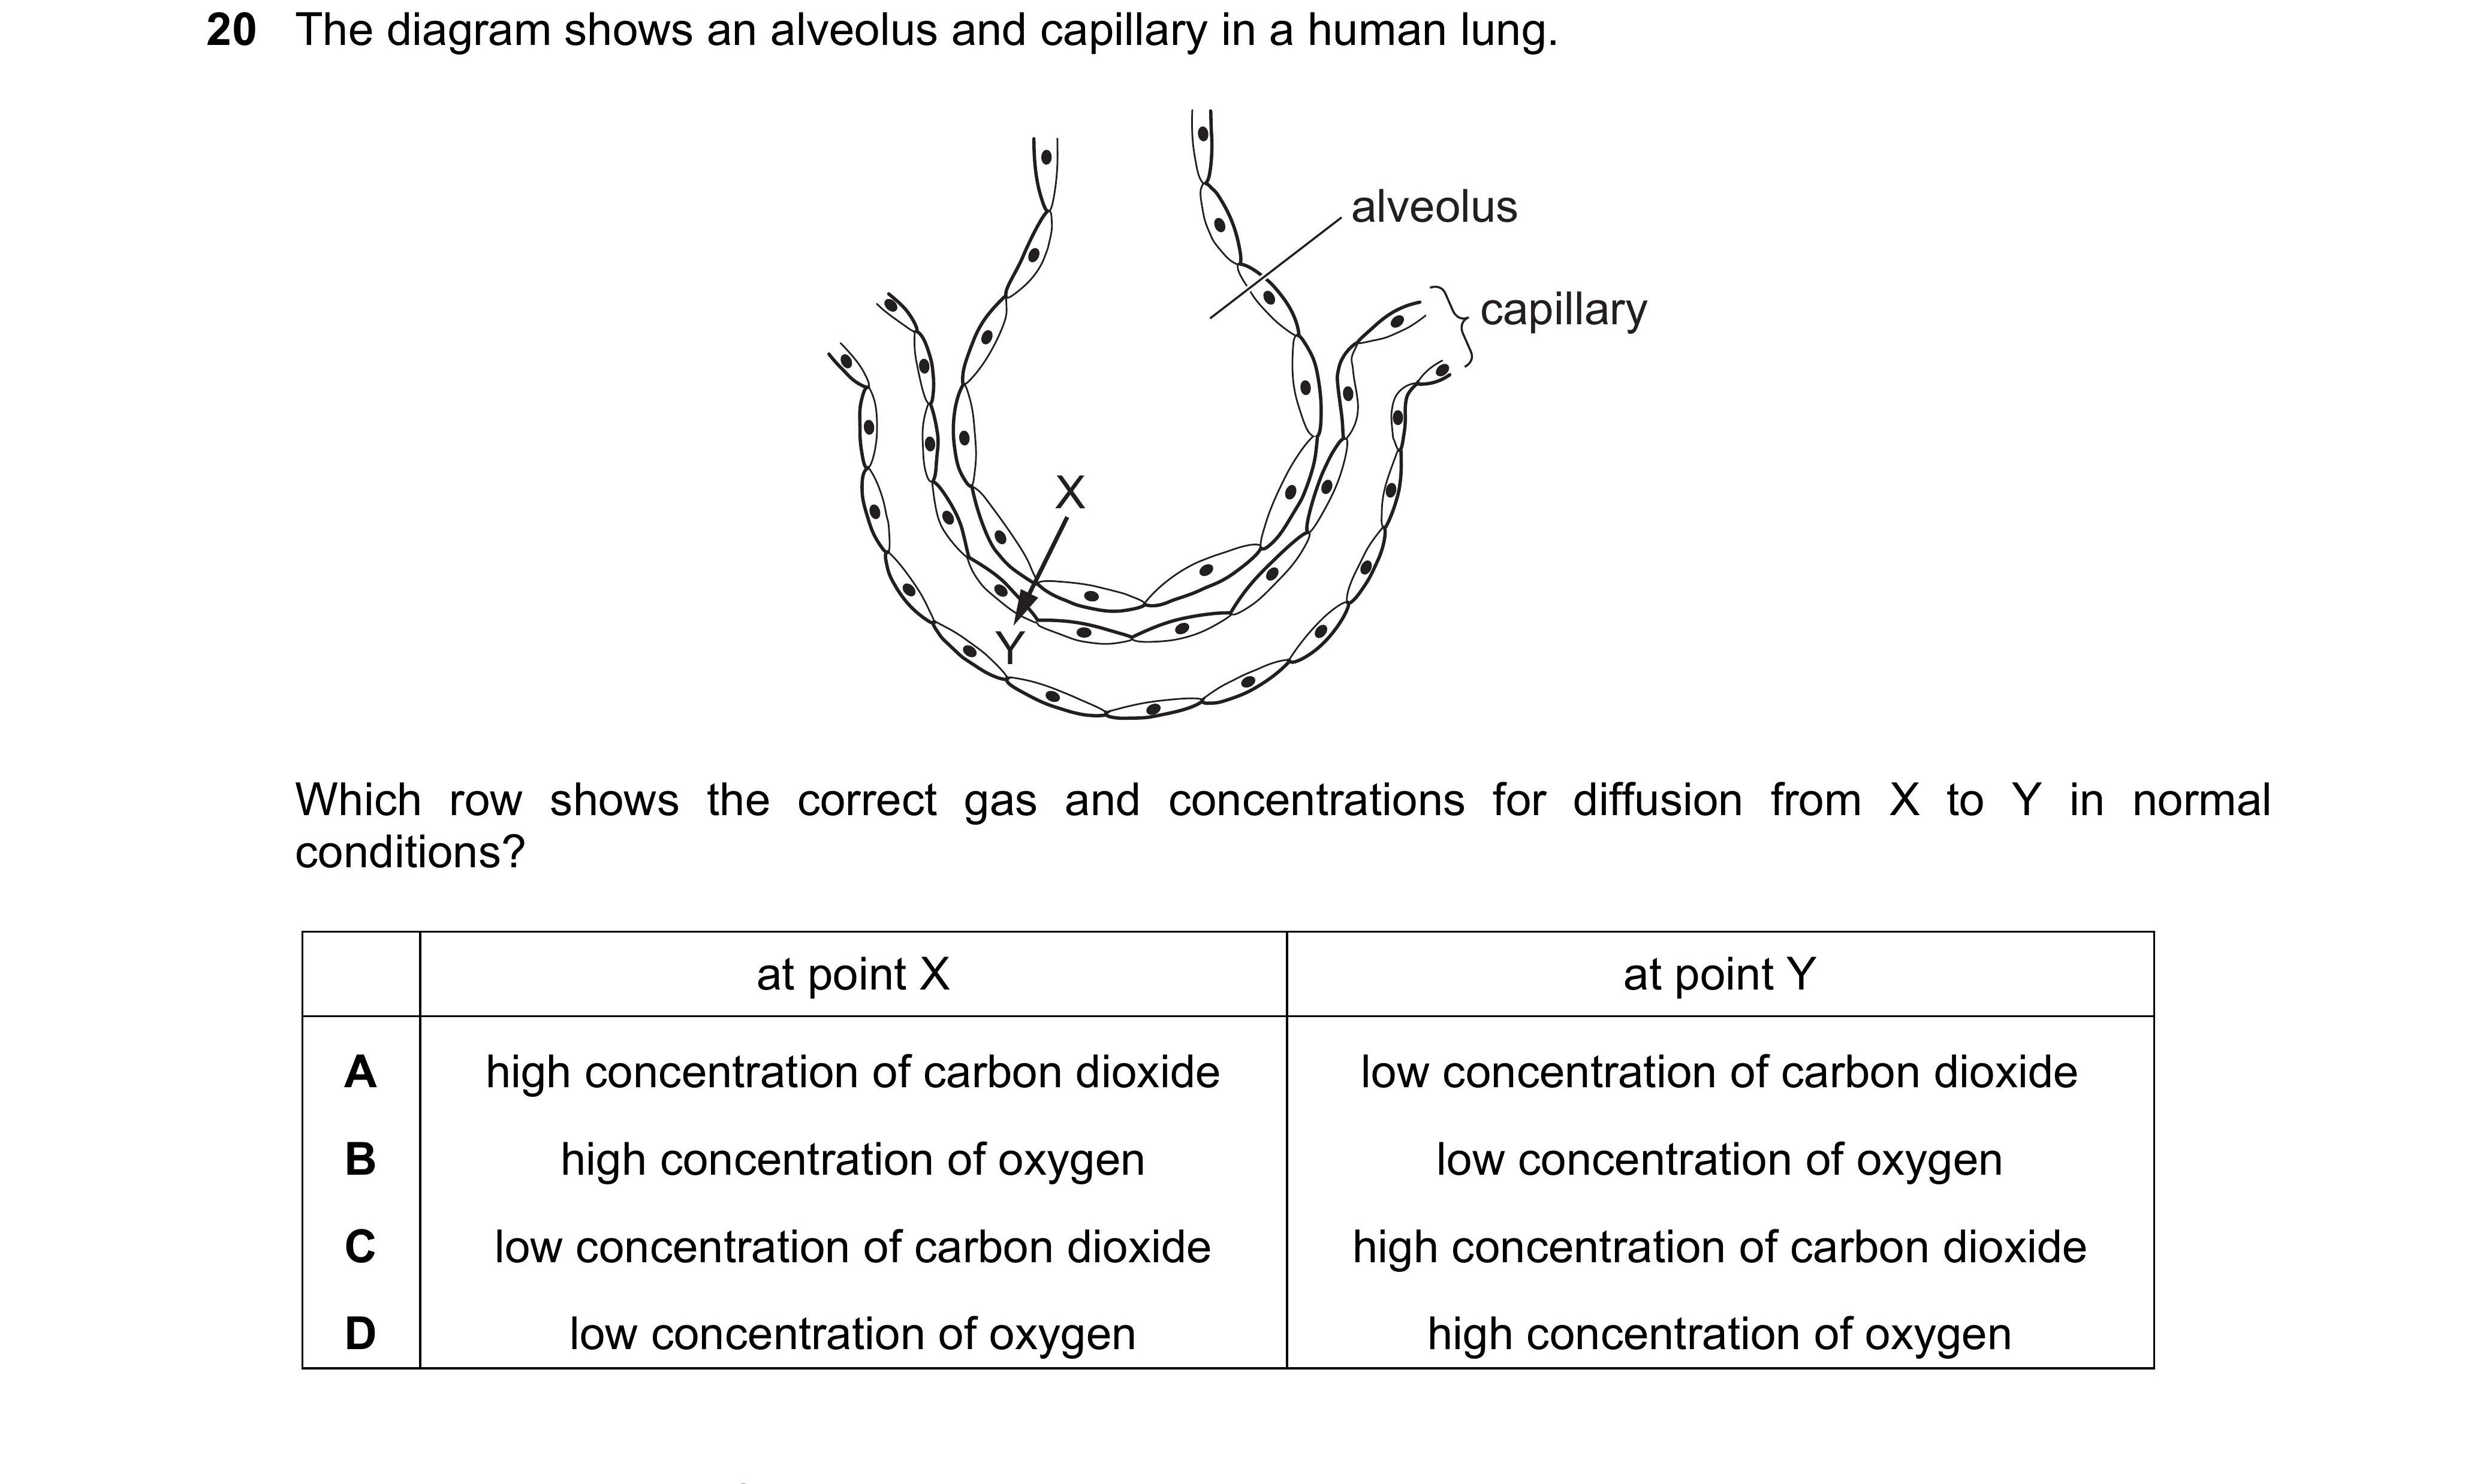 20 The diagram shows an alveolus and capillary in a human lung.
alveolus
capillary
X
Y
Which row shows the correct gas and concentrations for diffusion from X to Y in normal
conditions?
at point X at point Y
A high concentration of carbon dioxide low concentration of carbon dioxide
B high concentration of oxygen low concentration of oxygen
C low concentration of carbon dioxide high concentration of carbon dioxide
D low concentration of oxygen high concentration of oxygen